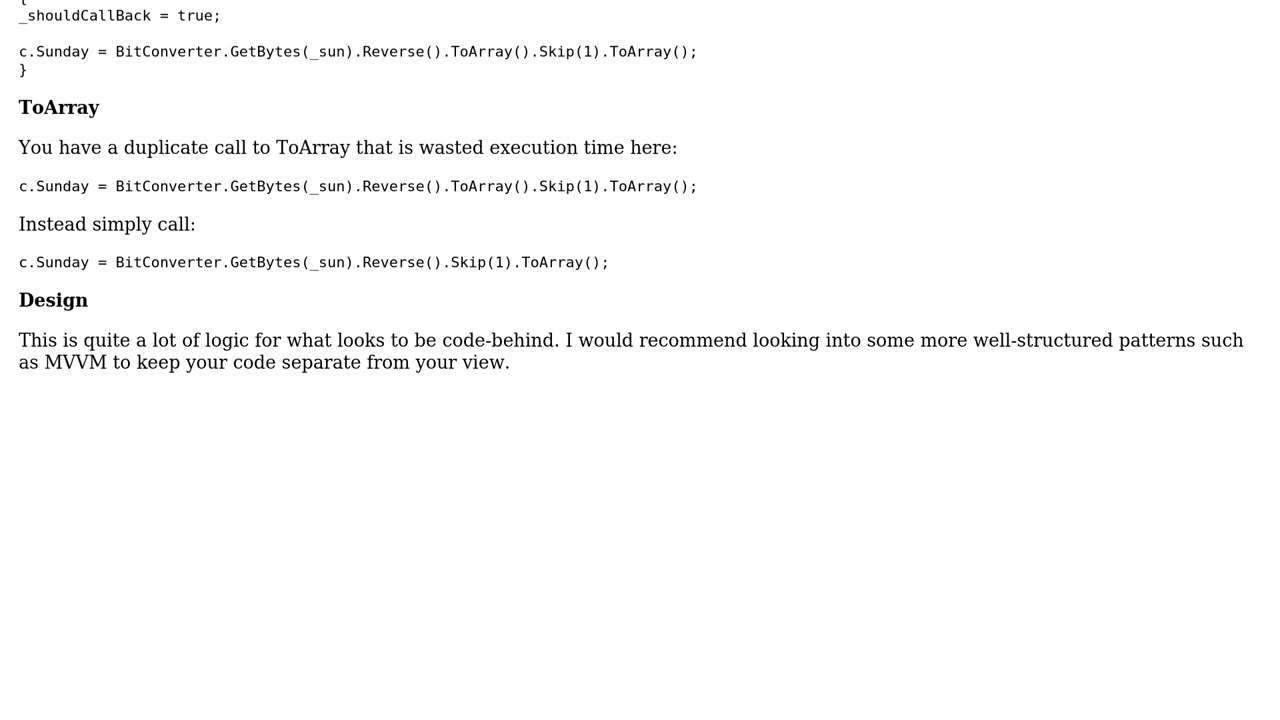 {
_shouldCallBack = true;
c.Sunday = BitConverter.GetBytes(_sun).Reverse().ToArray().Skip(1).ToArray();
}
ToArray
You have a duplicate call to ToArray that is wasted execution time here:
c.Sunday = BitConverter.GetBytes(_sun).Reverse().ToArray().Skip(1).ToArray();
Instead simply call:
c.Sunday = BitConverter.GetBytes(_sun).Reverse().Skip(1).ToArray();
Design
This is quite a lot of logic for what looks to be code-behind. I would recommend looking into some more well-structured patterns such
as MVVM to keep your code separate from your view.